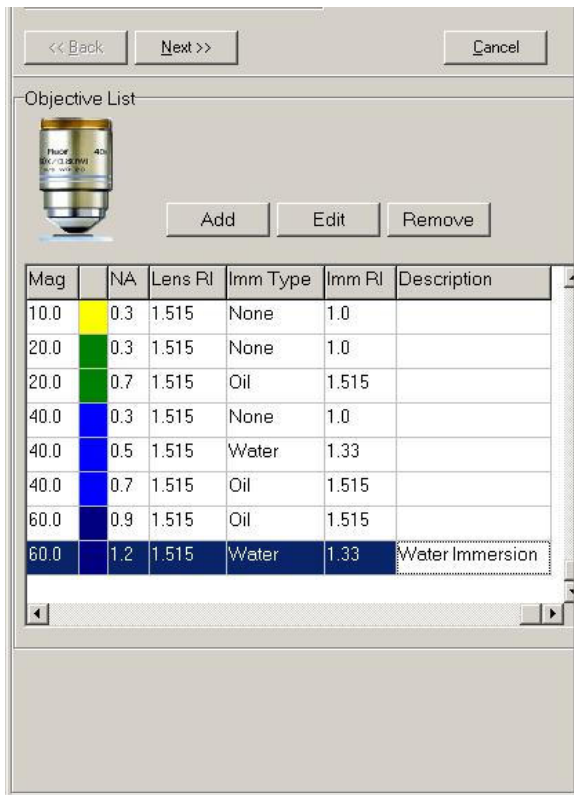 << Back Next >> Cancel
Objective List
Fluor 40x
Add Edit Remove
Mag NA Lens RI Imm Type Imm RI Description
10.0 0.3 1.515 None 1.0
20.0 0.3 1.515 None 1.0
20.0 0.7 1.515 Oil 1.515
40.0 0.3 1.515 None 1.0
40.0 0.5 1.515 Water 1.33
40.0 0.7 1.515 Oil 1.515
60.0 0.9 1.515 Oil 1.515
60.0 1.2 1.515 Water 1.33 Water Immersion